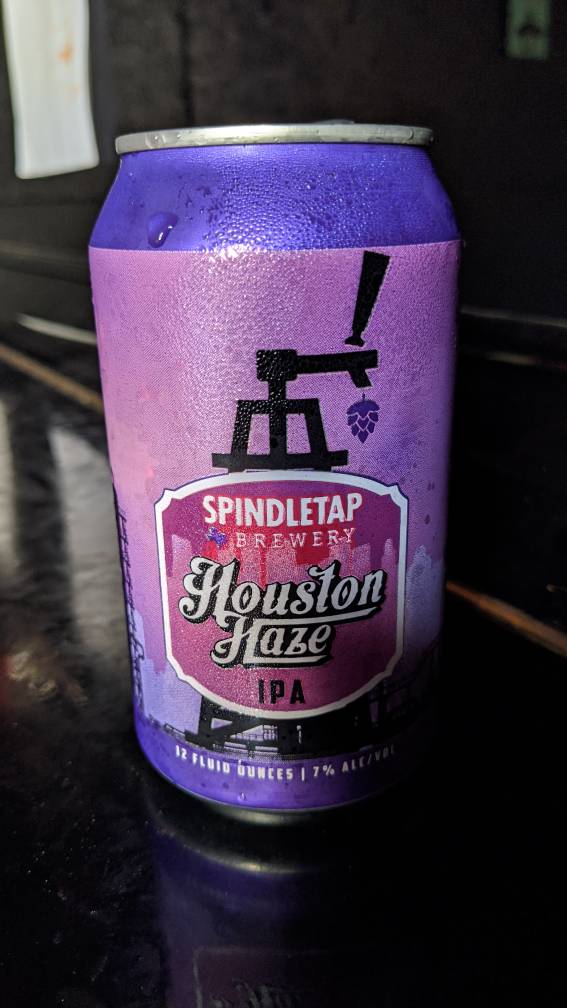 SPINDLETAP
BREWERY
Houston
Haze
IPA
12 FLUID OUNCES | 7% ALC/VOL